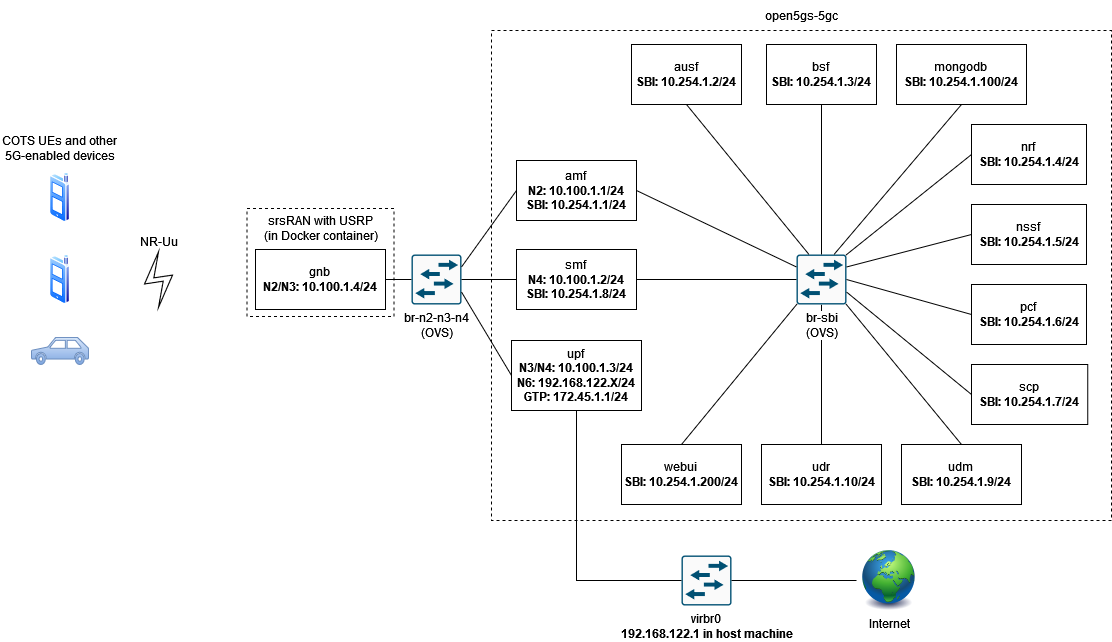 open5gs-5gc
ausf
SBI: 10.254.1.2/24
bsf
SBI: 10.254.1.3/24
mongodb
SBI: 10.254.1.100/24
COTS UEs and other
5G-enabled devices
nrf
SBI: 10.254.1.4/24
amf
N2: 10.100.1.1/24
SBI: 10.254.1.1/24
nssf
SBI: 10.254.1.5/24
NR-Uu
srsRAN with USRP
(in Docker container)
gnb
N2/N3: 10.100.1.4/24
br-n2-n3-n4
(OVS)
smf
N4: 10.100.1.2/24
SBI: 10.254.1.8/24
br-sbi
(OVS)
pcf
SBI: 10.254.1.6/24
upf
N3/N4: 10.100.1.3/24
N6: 192.168.122.X/24
GTP: 172.45.1.1/24
scp
SBI: 10.254.1.7/24
webui
SBI: 10.254.1.200/24
udr
SBI: 10.254.1.10/24
udm
SBI: 10.254.1.9/24
virbr0
192.168.122.1 in host machine
Internet